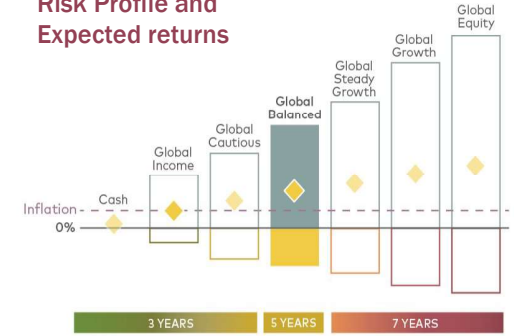 Risk Profile and
Expected returns
Global
Equity
Global
Growth
Global
Steady
Growth
Global
Balanced
Global
Cautious
Global
Income
Cash
Inflation
0%
3 YEARS
5 YEARS
7 YEARS